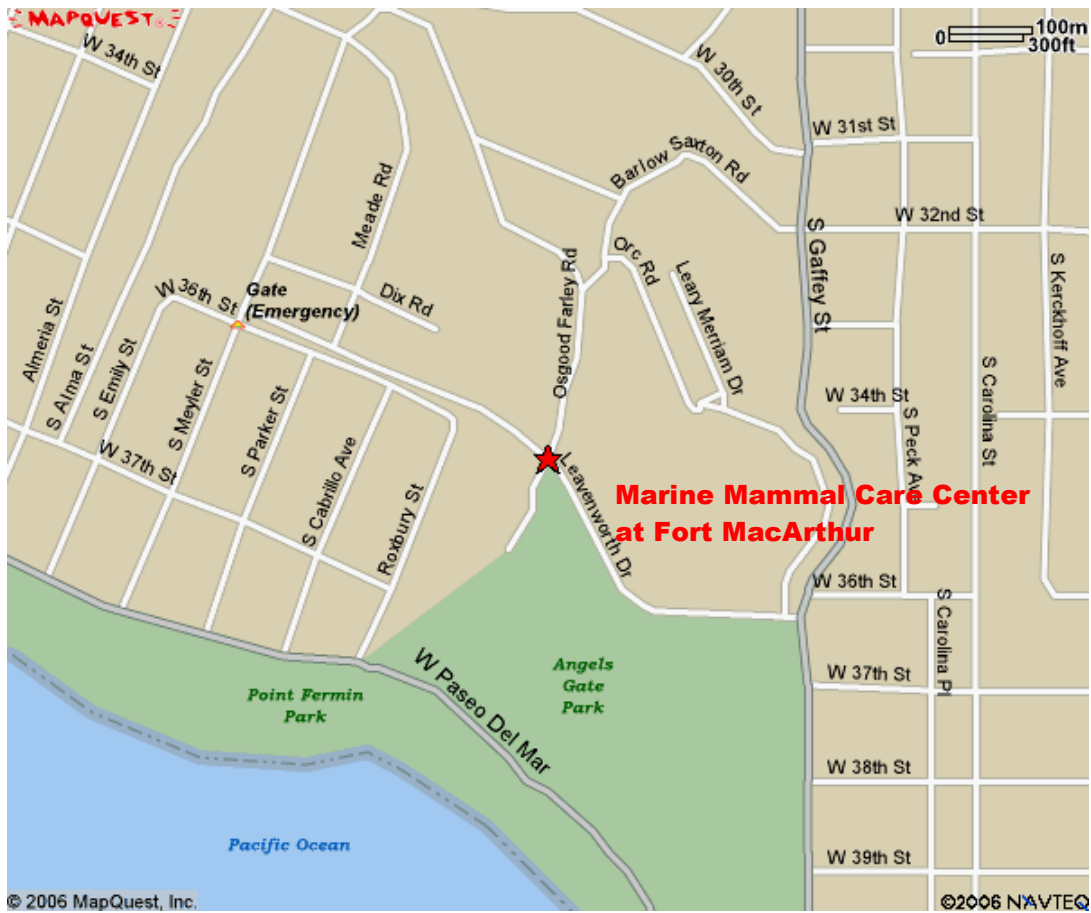 MAPQUEST
100m
0
300ft
W 34th St
W 30th St
W 31st St
Barlow Saxton Rd
W 32nd St
Meade Rd
S Gaffey St
Orc Rd
Leary Merriam Dr
S Kerckhoff Ave
Osgood Farley Rd
W 36th St
Gate
(Emergency)
Dix Rd
Almeria St
S Alma St
S Emily St
S Meyler St
S Parker St
S Cabrillo Ave
Roxbury St
W 37th St
W 34th St
S Peck Ave
S Carolina St
Leavenworth Dr
Marine Mammal Care Center
at Fort MacArthur
W 36th St
S Carolina Pl
Angels
Gate
Park
W 37th St
Point Fermin
Park
W Paseo Del Mar
W 38th St
Pacific Ocean
W 39th St
© 2006 MapQuest, Inc.
©2006 NAVTEQ